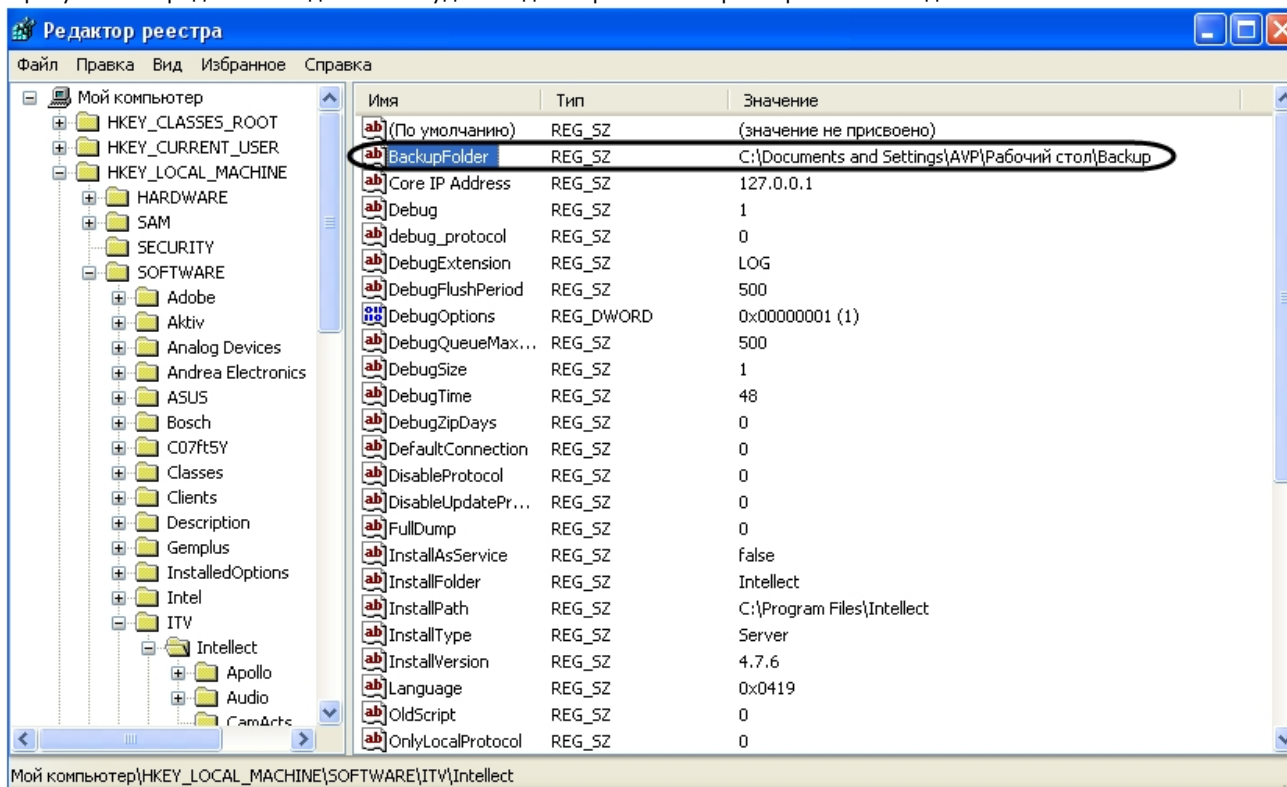 Редактор реестра
Файл Правка Вид Избранное Справка
Мой компьютер
HKEY_CLASSES_ROOT
HKEY_CURRENT_USER
HKEY_LOCAL_MACHINE
HARDWARE
SAM
SECURITY
SOFTWARE
Adobe
Aktiv
Analog Devices
Andrea Electronics
ASUS
Bosch
C07ft5Y
Classes
Clients
Description
Gemplus
InstalledOptions
Intel
ITV
Intellect
Apollo
Audio
CamActs
Имя Тип Значение
(По умолчанию) REG_SZ (значение не присвоено)
BackupFolder REG_SZ C:\Documents and Settings\AVP\Рабочий стол\Backup
Core IP Address REG_SZ 127.0.0.1
Debug REG_SZ 1
debug_protocol REG_SZ 0
DebugExtension REG_SZ LOG
DebugFlushPeriod REG_SZ 500
DebugOptions REG_DWORD 0x00000001 (1)
DebugQueueMax... REG_SZ 500
DebugSize REG_SZ 1
DebugTime REG_SZ 48
DebugZipDays REG_SZ 0
DefaultConnection REG_SZ 0
DisableProtocol REG_SZ 0
DisableUpdatePr... REG_SZ 0
FullDump REG_SZ 0
InstallAsService REG_SZ false
InstallFolder REG_SZ Intellect
InstallPath REG_SZ C:\Program Files\Intellect
InstallType REG_SZ Server
InstallVersion REG_SZ 4.7.6
Language REG_SZ 0x0419
OldScript REG_SZ 0
OnlyLocalProtocol REG_SZ 0
Мой компьютер\HKEY_LOCAL_MACHINE\SOFTWARE\ITV\Intellect